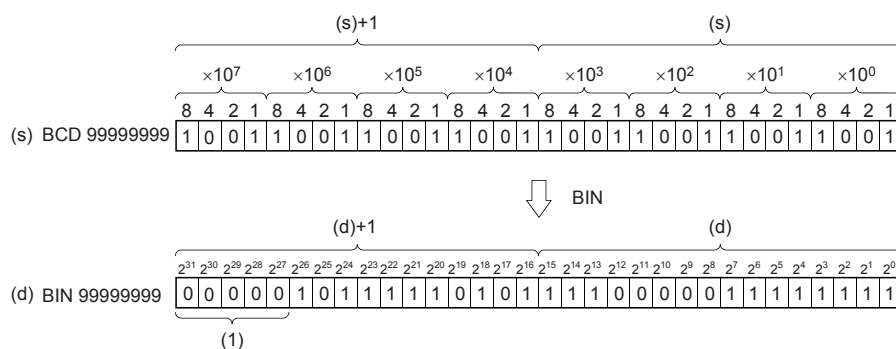 (s)+1 (s)
×10⁷ ×10⁶ ×10⁵ ×10⁴ ×10³ ×10² ×10¹ ×10⁰
8 4 2 1 8 4 2 1 8 4 2 1 8 4 2 1 8 4 2 1 8 4 2 1 8 4 2 1 8 4 2 1
(s) BCD 99999999 1 0 0 1 1 0 0 1 1 0 0 1 1 0 0 1 1 0 0 1 1 0 0 1 1 0 0 1 1 0 0 1
BIN
(d)+1 (d)
2³¹ 2³⁰ 2²⁹ 2²⁸ 2²⁷ 2²⁶ 2²⁵ 2²⁴ 2²³ 2²² 2²¹ 2²⁰ 2¹⁹ 2¹⁸ 2¹⁷ 2¹⁶ 2¹⁵ 2¹⁴ 2¹³ 2¹² 2¹¹ 2¹⁰ 2⁹ 2⁸ 2⁷ 2⁶ 2⁵ 2⁴ 2³ 2² 2¹ 2⁰
(d) BIN 99999999 0 0 0 0 0 1 0 1 1 1 1 1 0 1 0 1 1 1 1 0 0 0 0 0 1 1 1 1 1 1 1 1
(1)